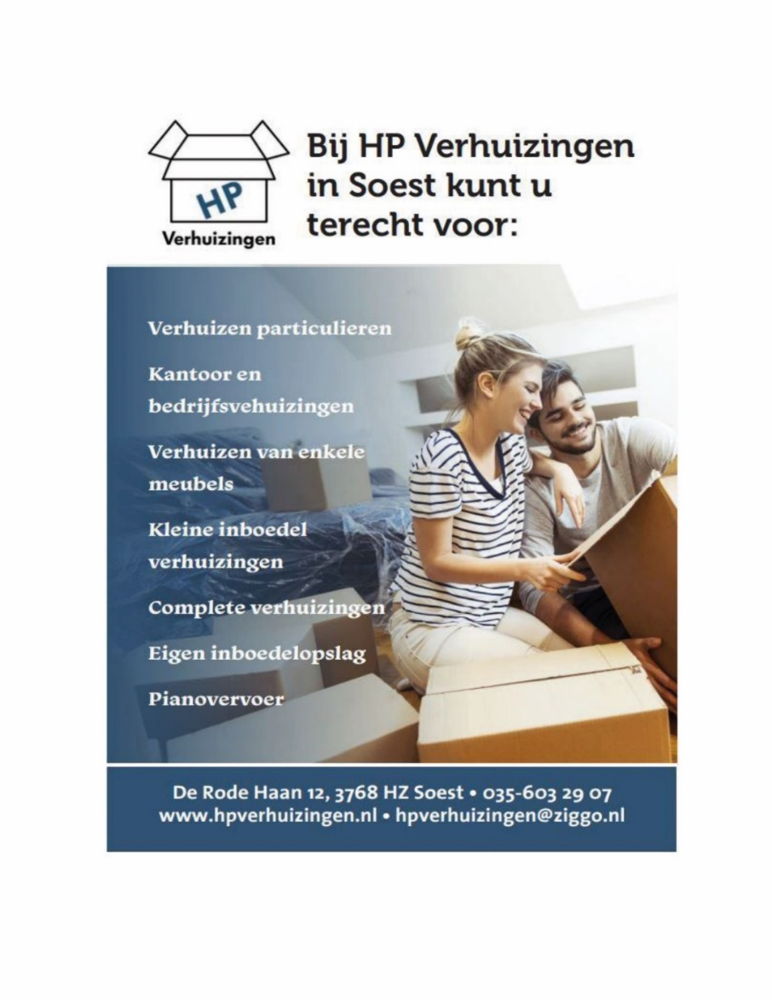 HP
Verhuizingen
Bij HP Verhuizingen
in Soest kunt u
terecht voor:
Verhuizen particulieren
Kantoor en
bedrijfsvehuizingen
Verhuizen van enkele
meubels
Kleine inboedel
verhuizingen
Complete verhuizingen
Eigen inboedelopslag
Pianovervoer
De Rode Haan 12, 3768 HZ Soest • 035-603 29 07
www.hpverhuizingen.nl • hpverhuizingen@ziggo.nl